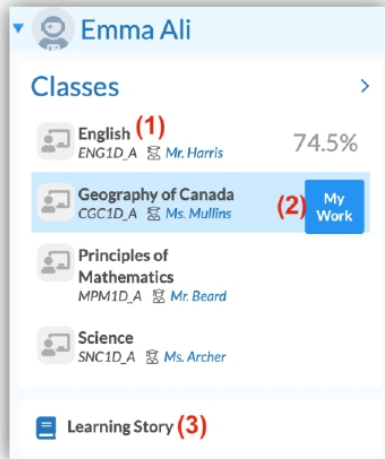 Emma Ali
Classes
English (1)
ENG1D_A Mr. Harris
74.5%
Geography of Canada
CGC1D_A Ms. Mullins
(2)
My
Work
Principles of
Mathematics
MPM1D_A Mr. Beard
Science
SNC1D_A Ms. Archer
Learning Story (3)